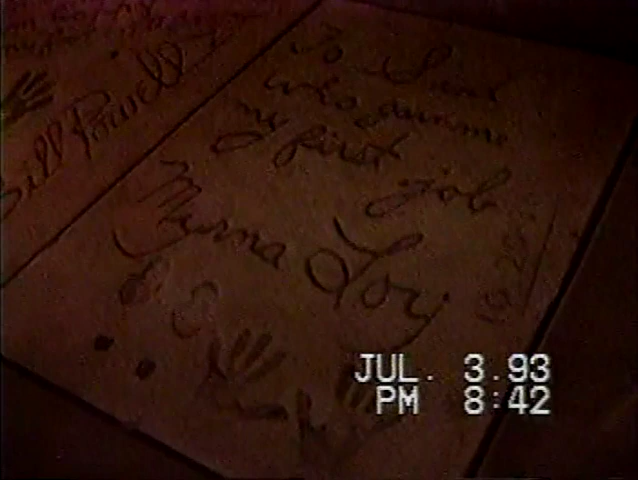 Bill Powell
To Sid
who gave me
my first job
Myrna Loy
JUL. 3.93
PM 8:42